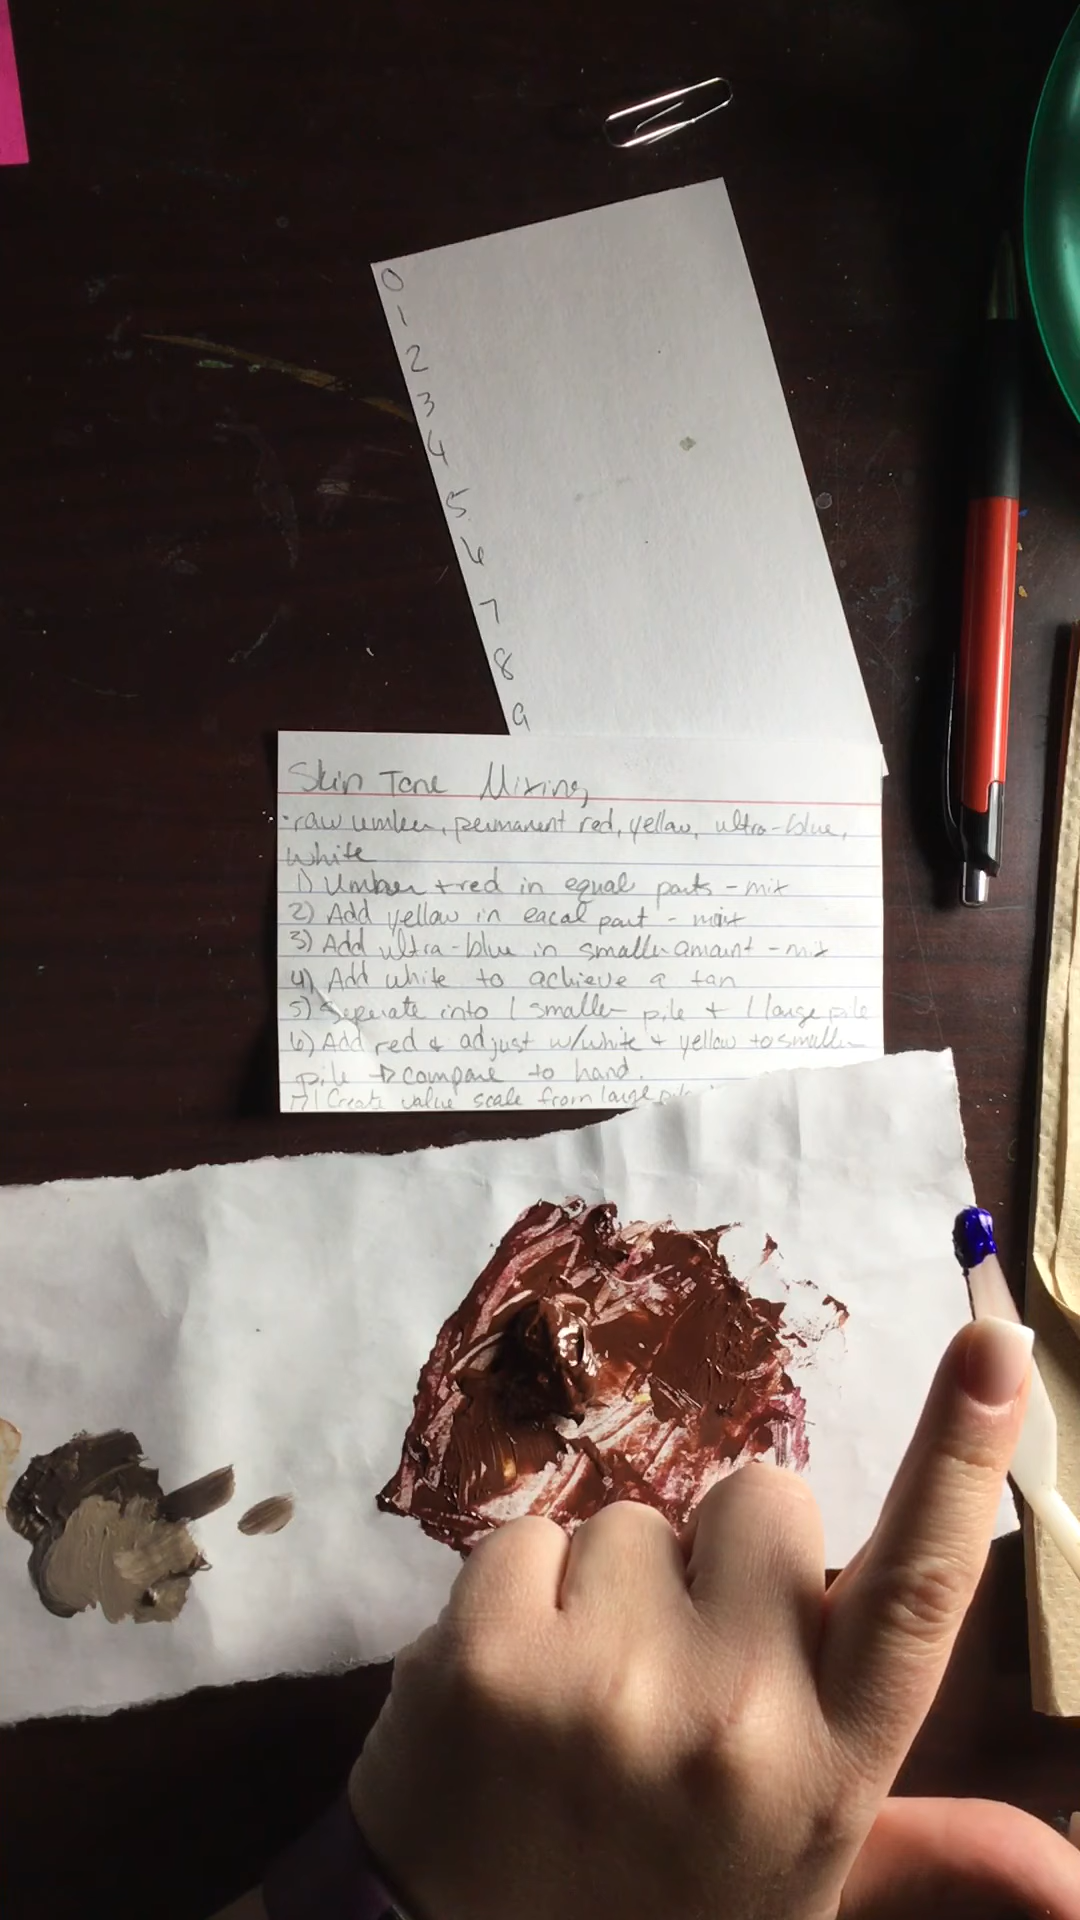 0
1
2
3
4
5
6
7
8
9
Skin Tone Mixing
·raw umber, permanent red, yellow, ultra-blue,
white
1) Umber + red in equal parts - mix
2) Add yellow in eacal part - mix
3) Add ultra-blue in smaller amount - mix
4) Add white to achieve a tan
5) Seperate into 1 smaller pile + 1 large pile
6) Add red & adjust w/white + yellow to smaller
pile → compare to hand.
7) Create value scale from large pile